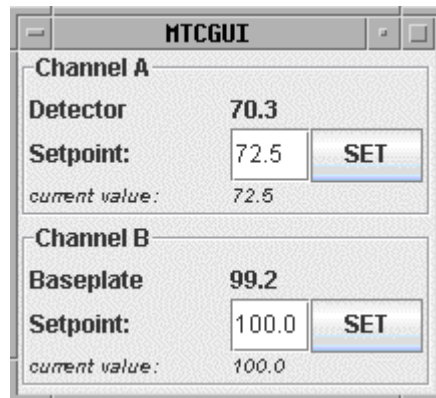 MTCGUI
Channel A
Detector 70.3
Setpoint: 72.5 SET
current value: 72.5
Channel B
Baseplate 99.2
Setpoint: 100.0 SET
current value: 100.0